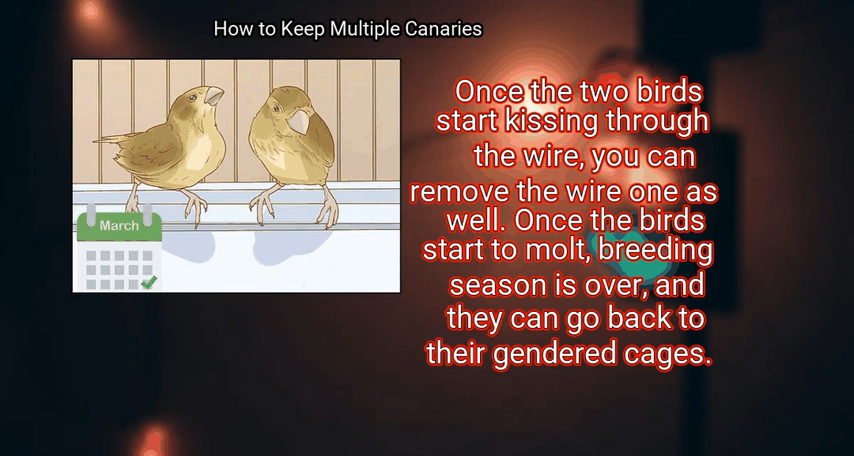 How to Keep Multiple Canaries
Once the two birds
start kissing through
the wire, you can
remove the wire one as
well. Once the birds
start to molt, breeding
season is over, and
they can go back to
their gendered cages.
March